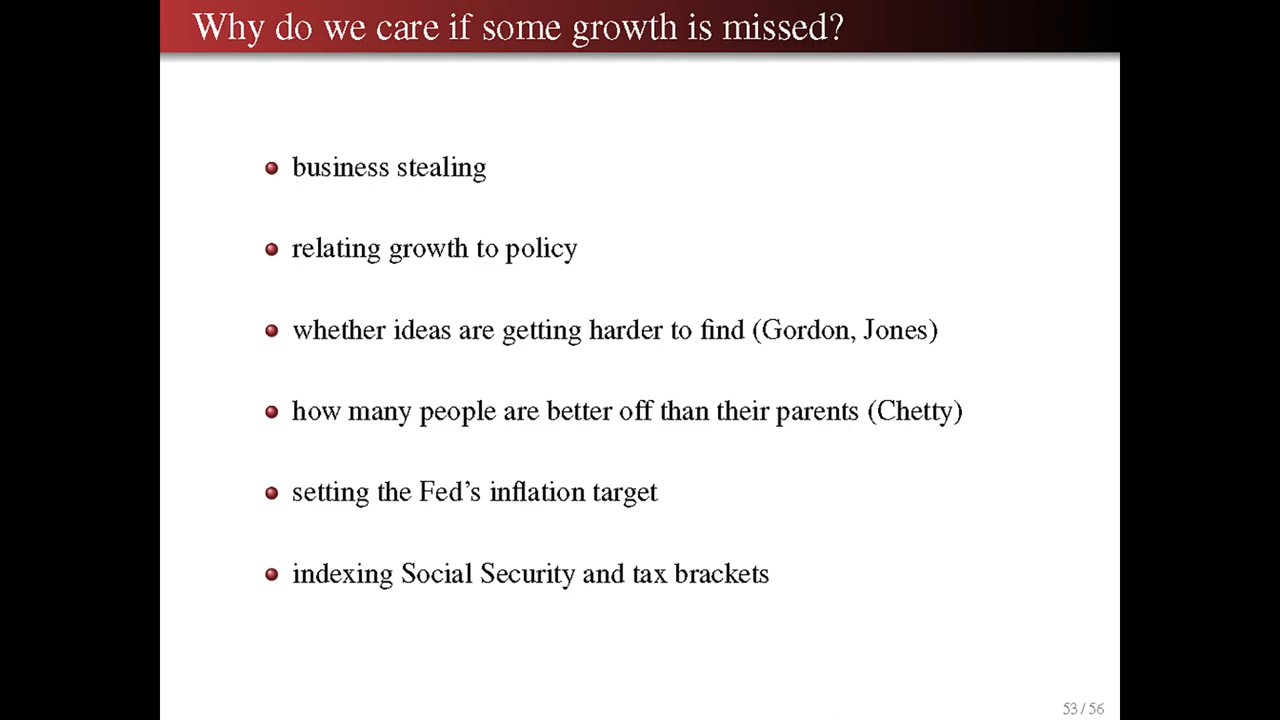 Why do we care if some growth is missed?
business stealing
relating growth to policy
whether ideas are getting harder to find (Gordon, Jones)
how many people are better off than their parents (Chetty)
setting the Fed's inflation target
indexing Social Security and tax brackets
53 / 56